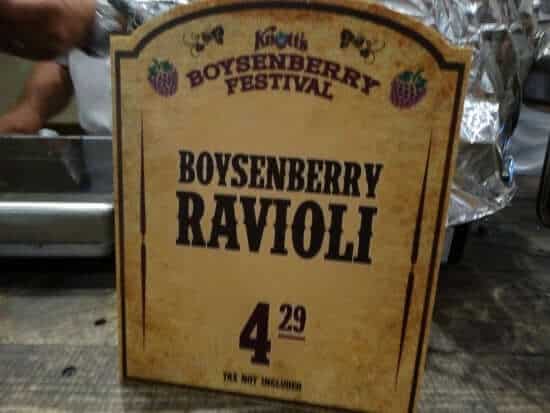 Knott's
BOYSENBERRY
FESTIVAL
BOYSENBERRY
RAVIOLI
4 29
TAX NOT INCLUDED